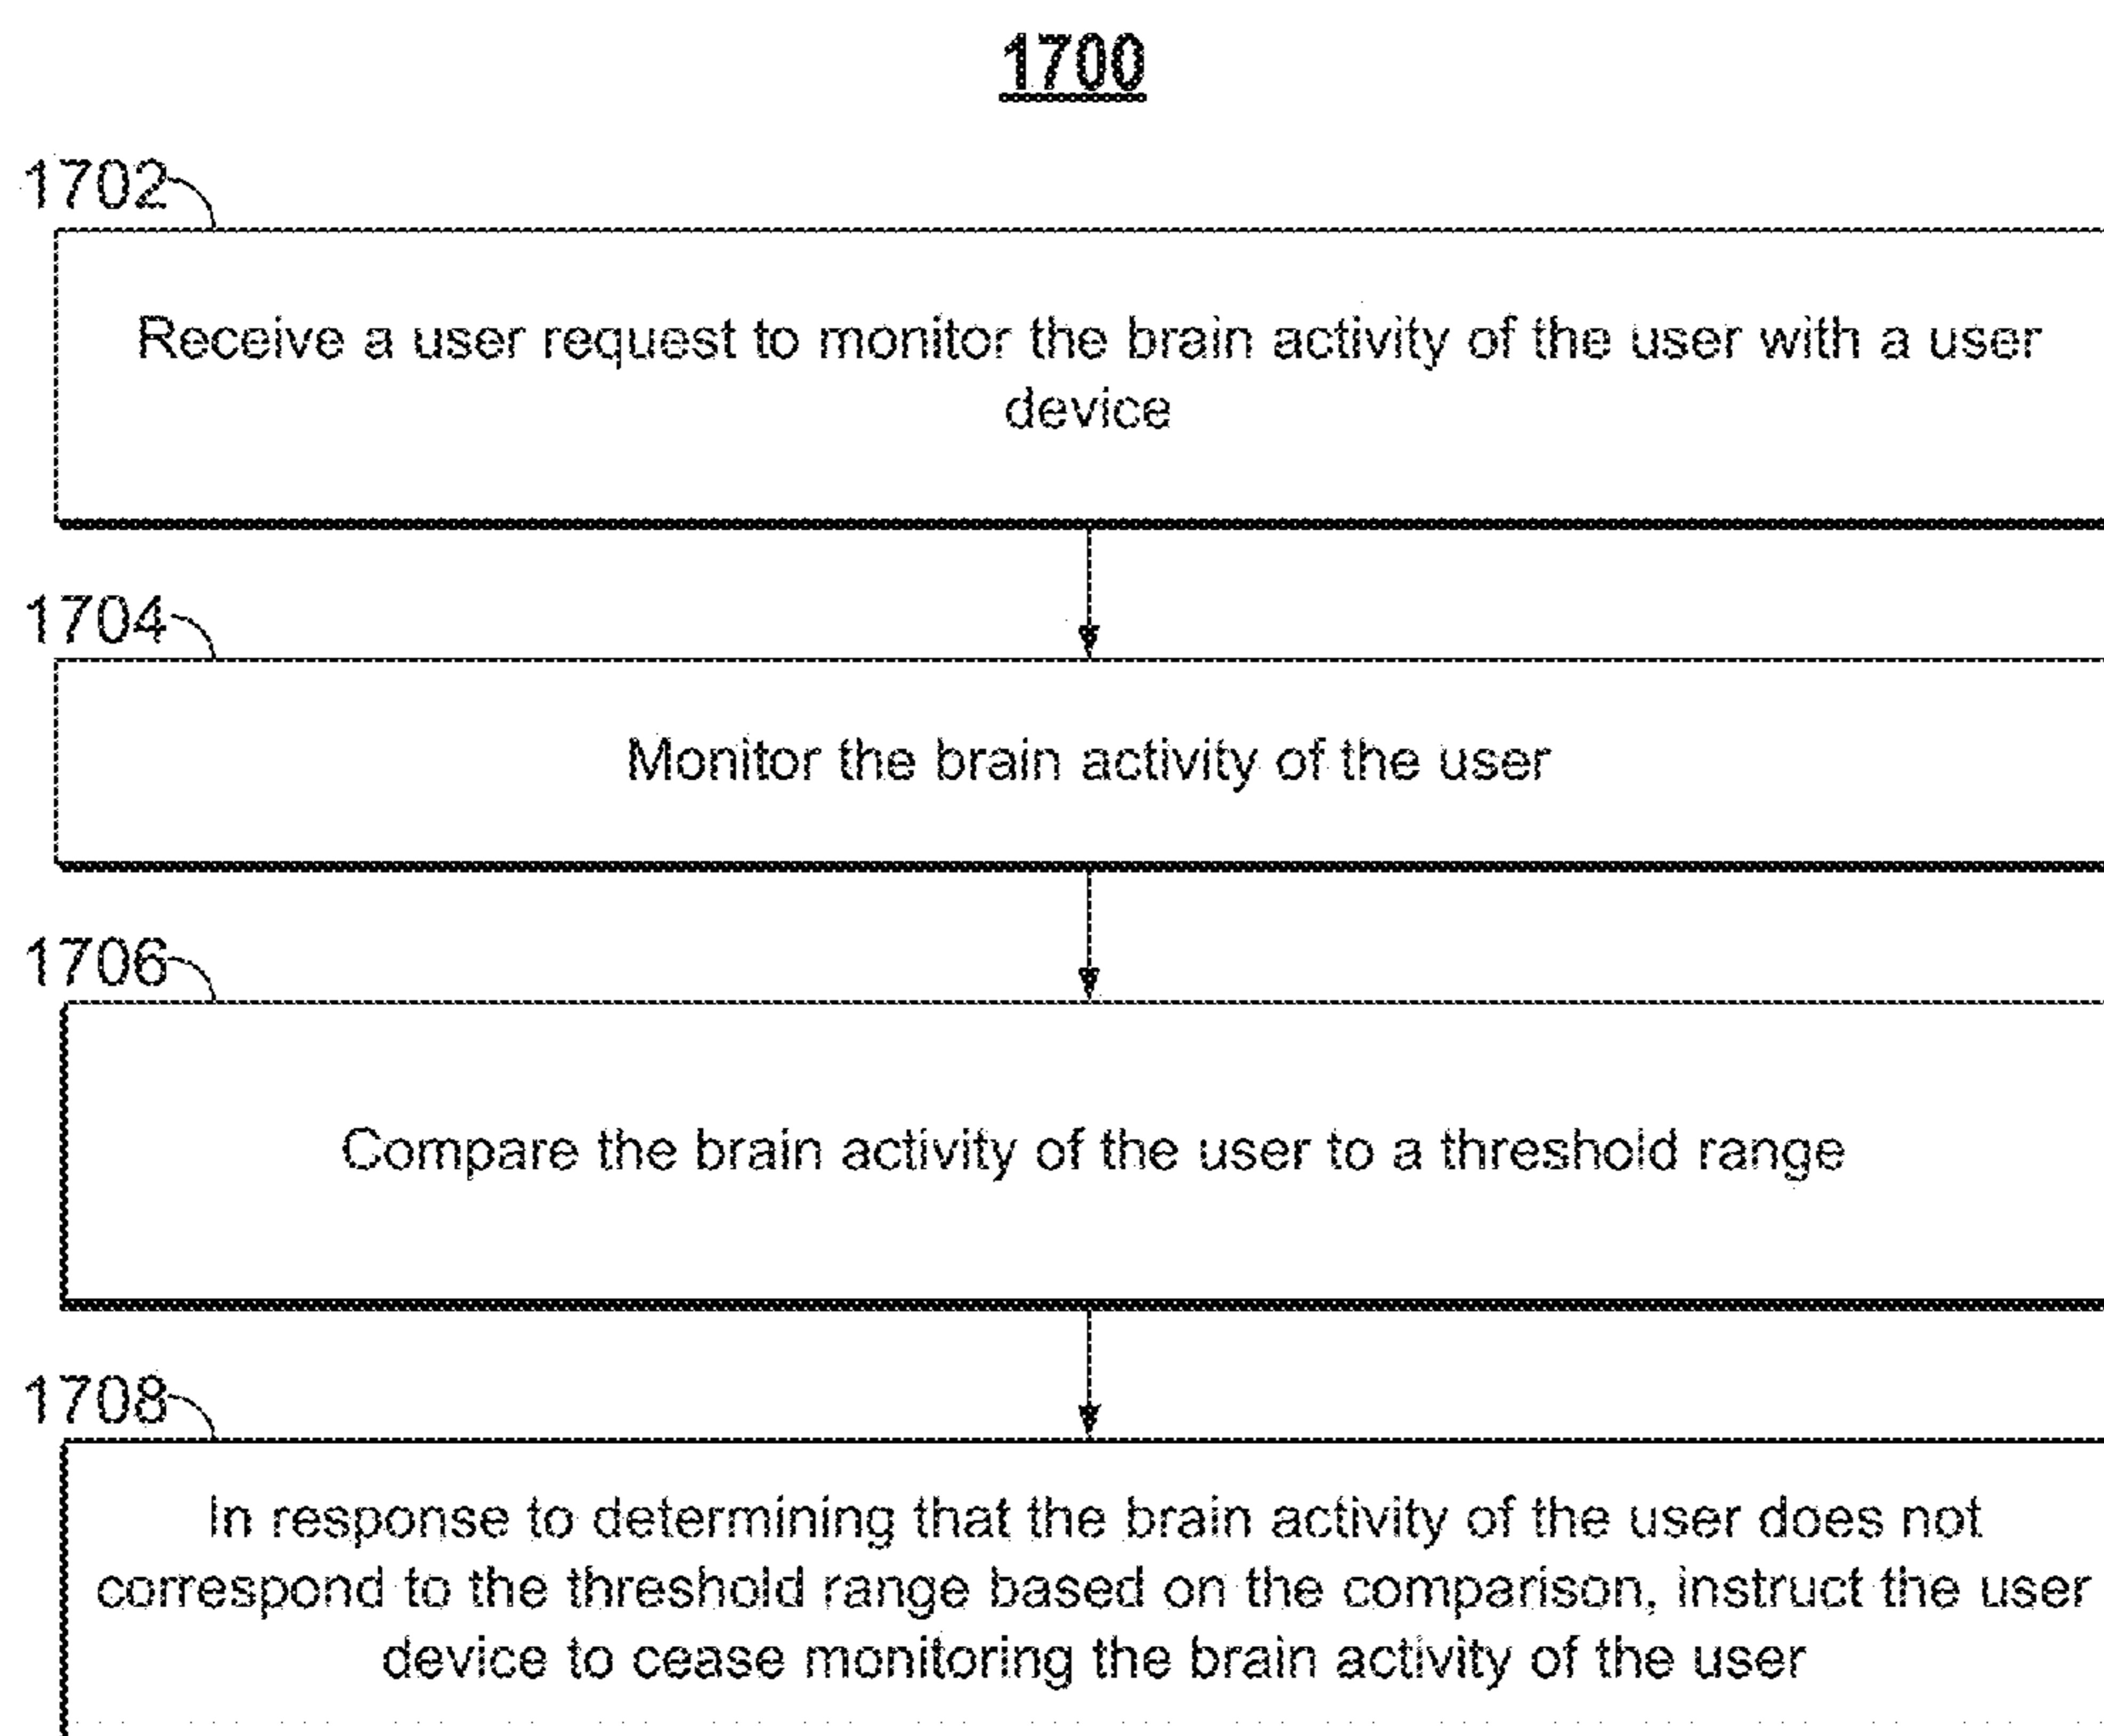 1700
1702
Receive a user request to monitor the brain activity of the user with a user
device
1704
Monitor the brain activity of the user
1706
Compare the brain activity of the user to a threshold range
1708
In response to determining that the brain activity of the user does not
correspond to the threshold range based on the comparison, instruct the user
device to cease monitoring the brain activity of the user